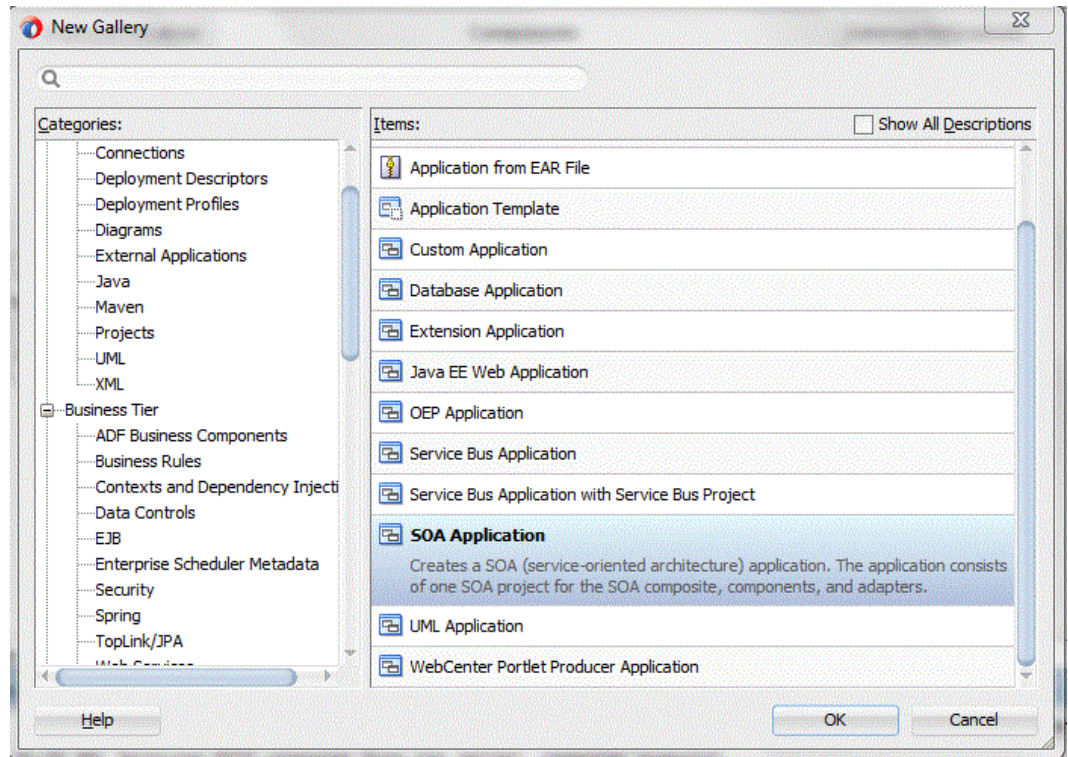 New Gallery
Categories:
Connections
Deployment Descriptors
Deployment Profiles
Diagrams
External Applications
Java
Maven
Projects
UML
XML
Business Tier
ADF Business Components
Business Rules
Contexts and Dependency Injecti
Data Controls
EJB
Enterprise Scheduler Metadata
Security
Spring
TopLink/JPA
Items:
Show All Descriptions
Application from EAR File
Application Template
Custom Application
Database Application
Extension Application
Java EE Web Application
OEP Application
Service Bus Application
Service Bus Application with Service Bus Project
SOA Application
Creates a SOA (service-oriented architecture) application. The application consists
of one SOA project for the SOA composite, components, and adapters.
UML Application
WebCenter Portlet Producer Application
Help
OK
Cancel